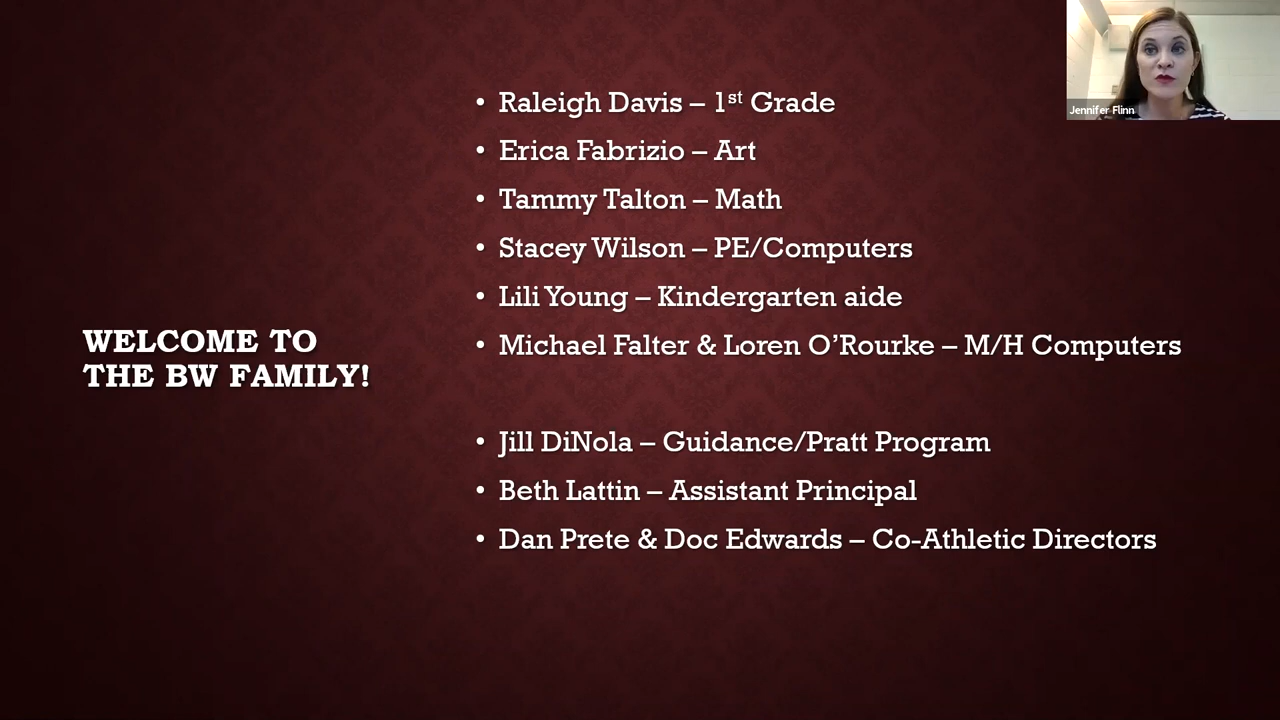 Jennifer Flinn
WELCOME TO
THE BW FAMILY!
• Raleigh Davis – 1st Grade
• Erica Fabrizio – Art
• Tammy Talton – Math
• Stacey Wilson – PE/Computers
• Lili Young – Kindergarten aide
• Michael Falter & Loren O’Rourke – M/H Computers
• Jill DiNola – Guidance/Pratt Program
• Beth Lattin – Assistant Principal
• Dan Prete & Doc Edwards – Co-Athletic Directors